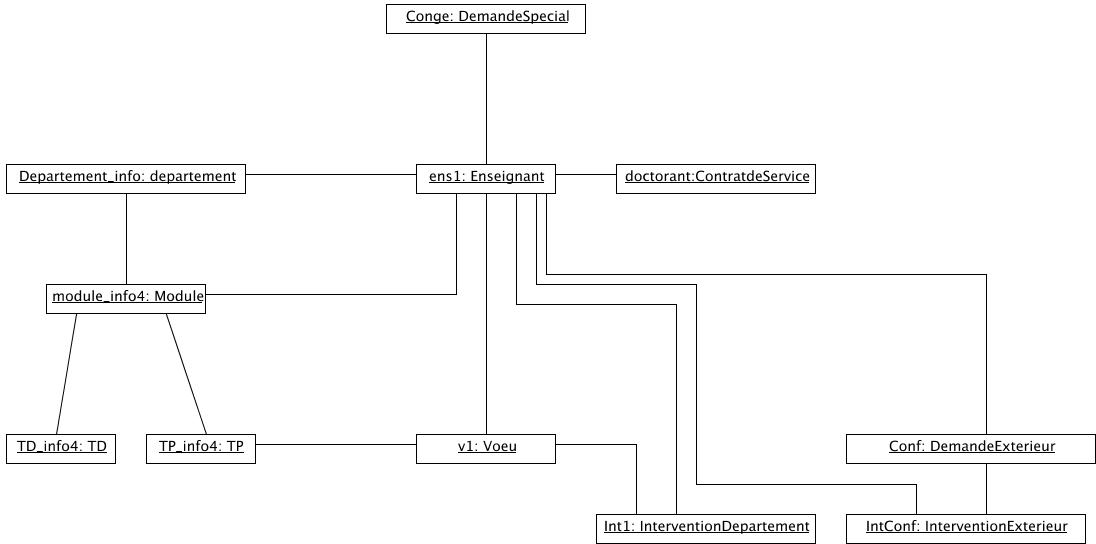 Conge: DemandeSpecial
Departement_info: departement
ens1: Enseignant
doctorant:ContratdeService
module_info4: Module
TD_info4: TD
TP_info4: TP
v1: Voeu
Conf: DemandeExterieur
Int1: InterventionDepartement
IntConf: InterventionExterieur